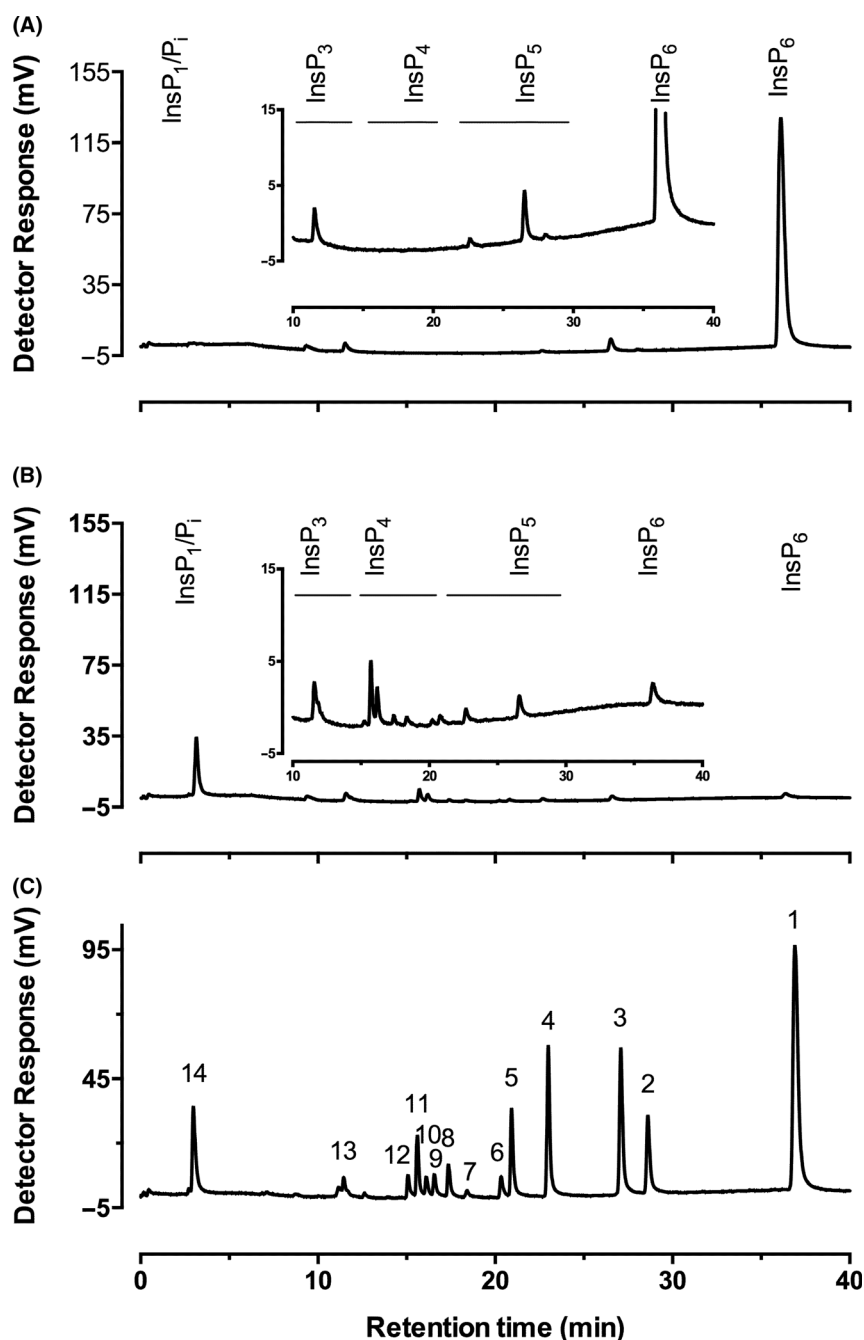 (A)
InsP1/Pi InsP3 InsP4 InsP5 InsP6 InsP6
Detector Response (mV)
155
115
75
35
−5
15
5
−5
10 20 30 40
(B)
InsP1/Pi InsP3 InsP4 InsP5 InsP6 InsP6
Detector Response (mV)
155
115
75
35
−5
15
5
−5
10 20 30 40
(C)
Detector Response (mV)
95
45
−5
14 13 12 11 10 9 8 7 6 5 4 3 2 1
0 10 20 30 40
Retention time (min)